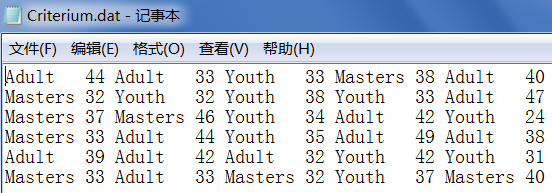 Criterium.dat - 记事本
文件(F) 编辑(E) 格式(O) 查看(V) 帮助(H)
Adult 44 Adult 33 Youth 33 Masters 38 Adult 40
Masters 32 Youth 32 Youth 38 Youth 33 Adult 47
Masters 37 Masters 46 Youth 34 Adult 42 Youth 24
Masters 33 Adult 44 Youth 35 Adult 49 Adult 38
Adult 39 Adult 42 Adult 32 Youth 42 Youth 31
Masters 33 Adult 33 Masters 32 Youth 37 Masters 40